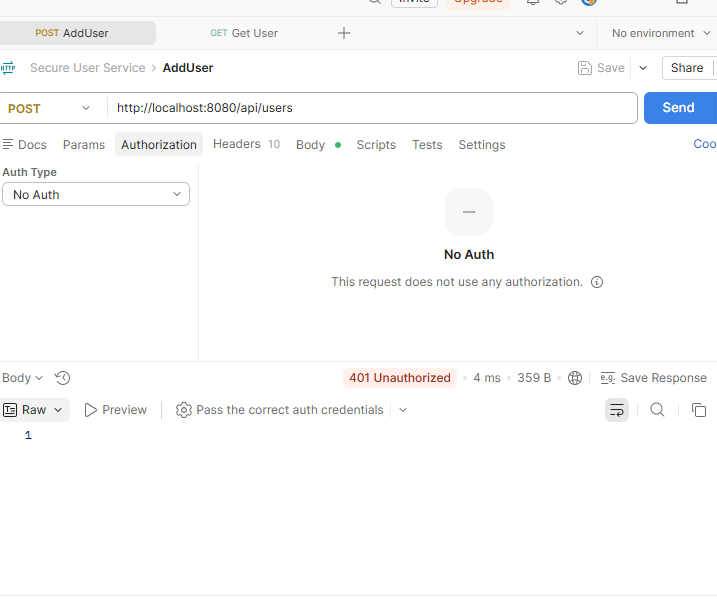 Invite Upgrade
POST AddUser GET Get User No environment
HTTP Secure User Service > AddUser Save Share
POST http://localhost:8080/api/users Send
Docs Params Authorization Headers 10 Body Scripts Tests Settings Coo
Auth Type
No Auth
No Auth
This request does not use any authorization.
Body 401 Unauthorized 4 ms 359 B e.g. Save Response
Raw Preview Pass the correct auth credentials
1